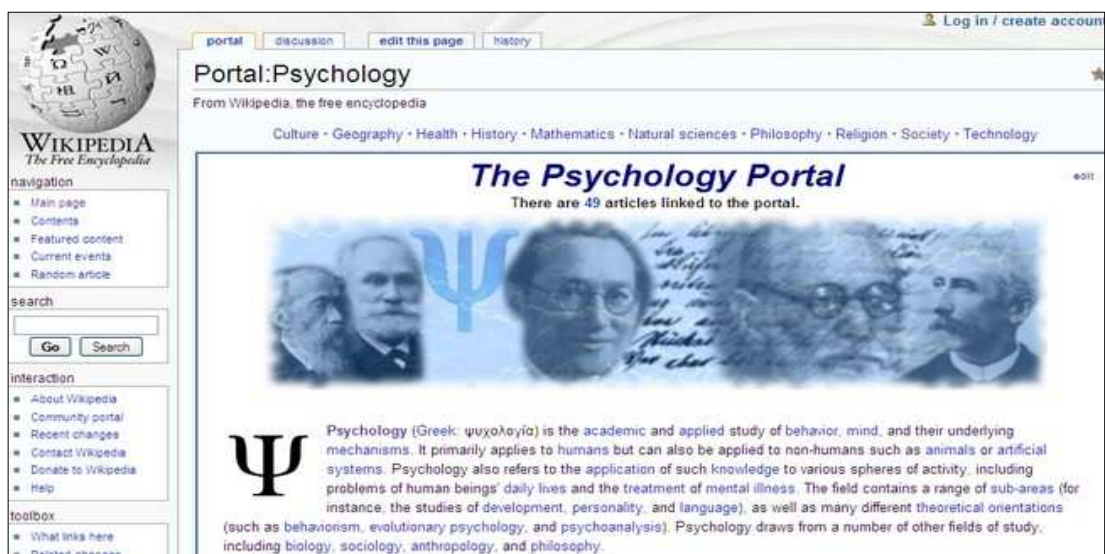 Log in / create account
portal discussion edit this page history
Portal:Psychology
From Wikipedia, the free encyclopedia
Culture · Geography · Health · History · Mathematics · Natural sciences · Philosophy · Religion · Society · Technology
WIKIPEDIA
The Free Encyclopedia
navigation
Main page
Contents
Featured content
Current events
Random article
search
Go Search
interaction
About Wikipedia
Community portal
Recent changes
Contact Wikipedia
Donate to Wikipedia
Help
toolbox
What links here
Related changes
The Psychology Portal
edit
There are 49 articles linked to the portal.
Ψ
Ψ
Psychology (Greek: ψυχολογία) is the academic and applied study of behavior, mind, and their underlying
mechanisms. It primarily applies to humans but can also be applied to non-humans such as animals or artificial
systems. Psychology also refers to the application of such knowledge to various spheres of activity, including
problems of human beings' daily lives and the treatment of mental illness. The field contains a range of sub-areas (for
instance, the studies of development, personality, and language), as well as many different theoretical orientations
(such as behaviorism, evolutionary psychology, and psychoanalysis). Psychology draws from a number of other fields of study,
including biology, sociology, anthropology, and philosophy.